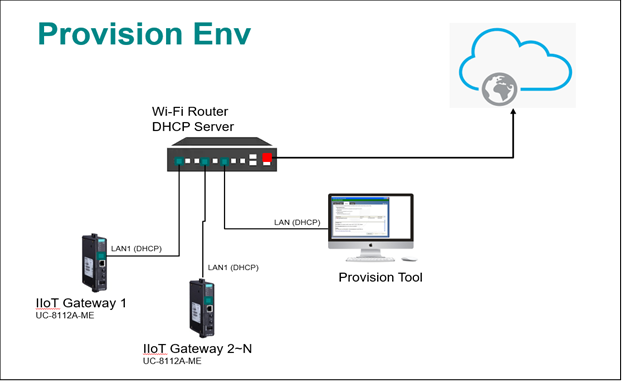 Provision Env
Wi-Fi Router
DHCP Server
LAN (DHCP)
LAN1 (DHCP)
LAN1 (DHCP)
Provision Tool
IIoT Gateway 1
UC-8112A-ME
IIoT Gateway 2~N
UC-8112A-ME